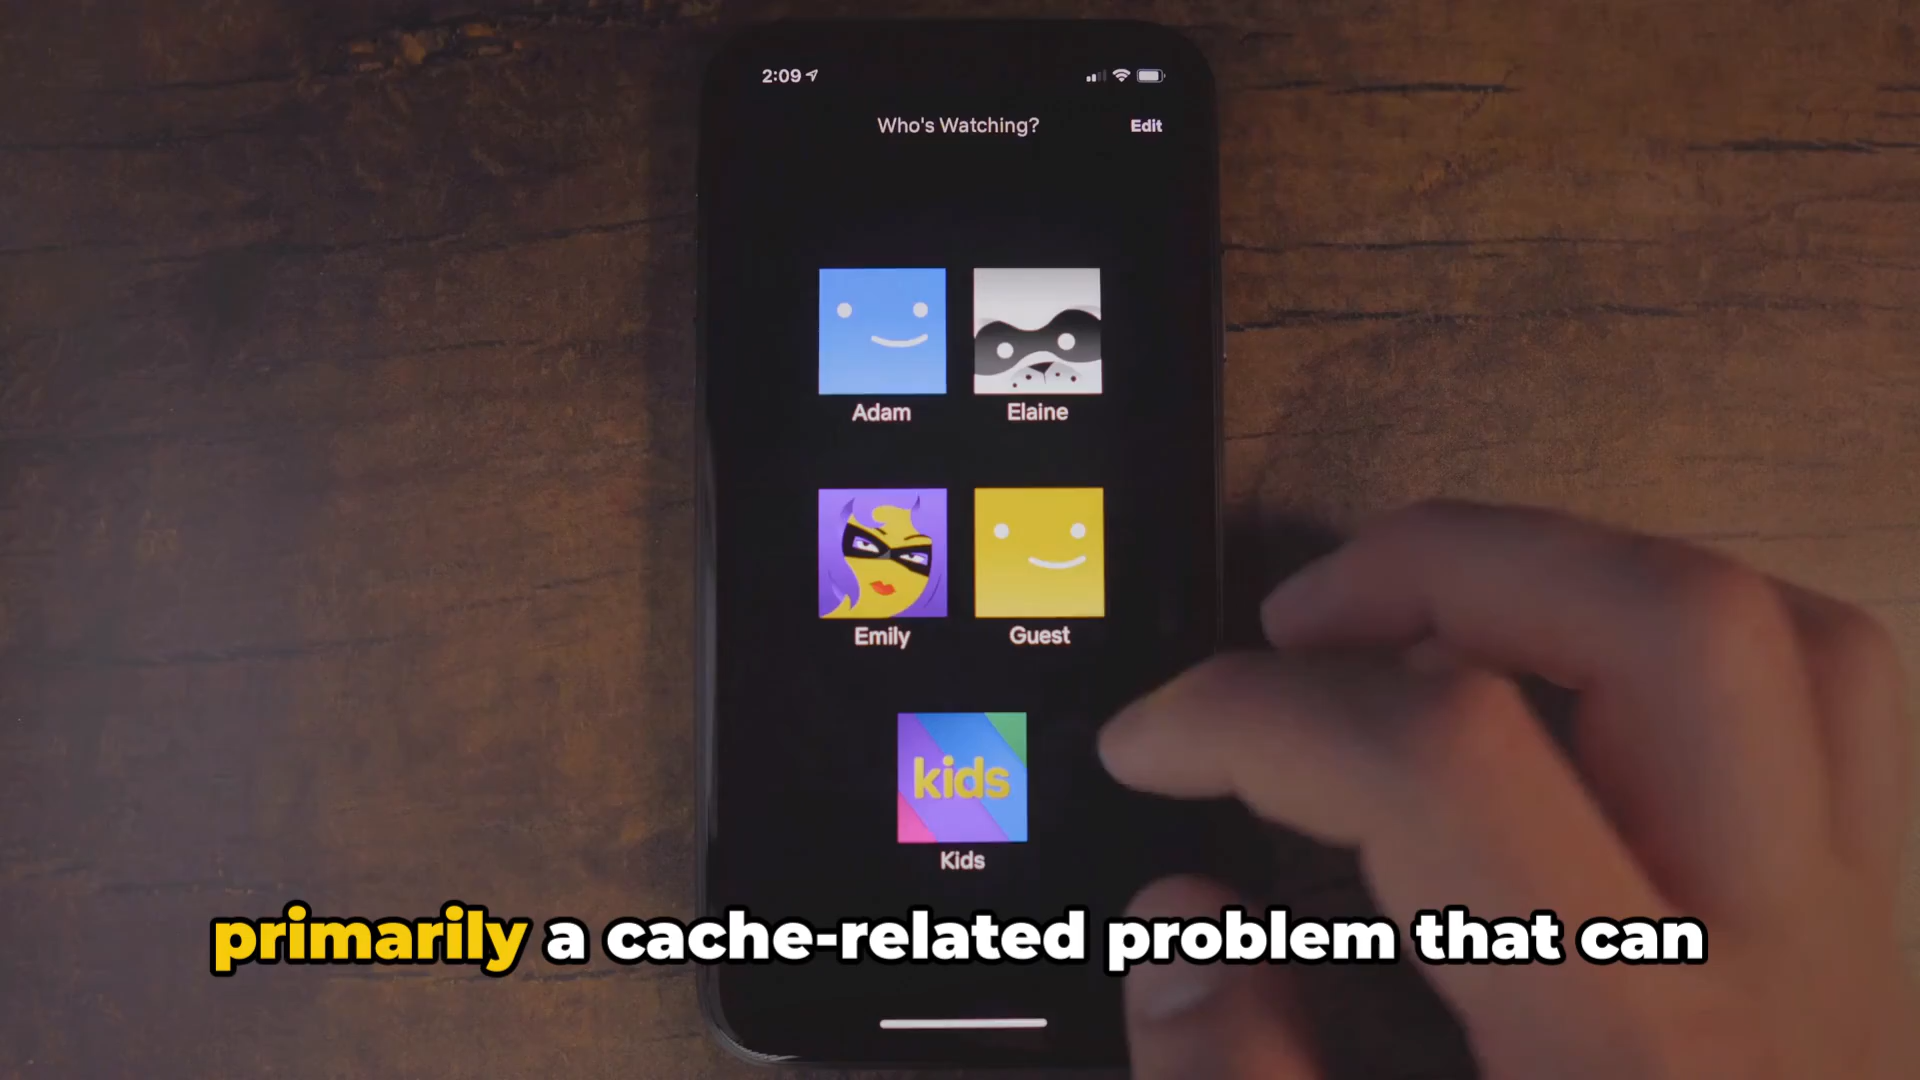 2:09
Who's Watching?
Edit
Adam
Elaine
Emily
Guest
kids
Kids
primarily a cache-related problem that can